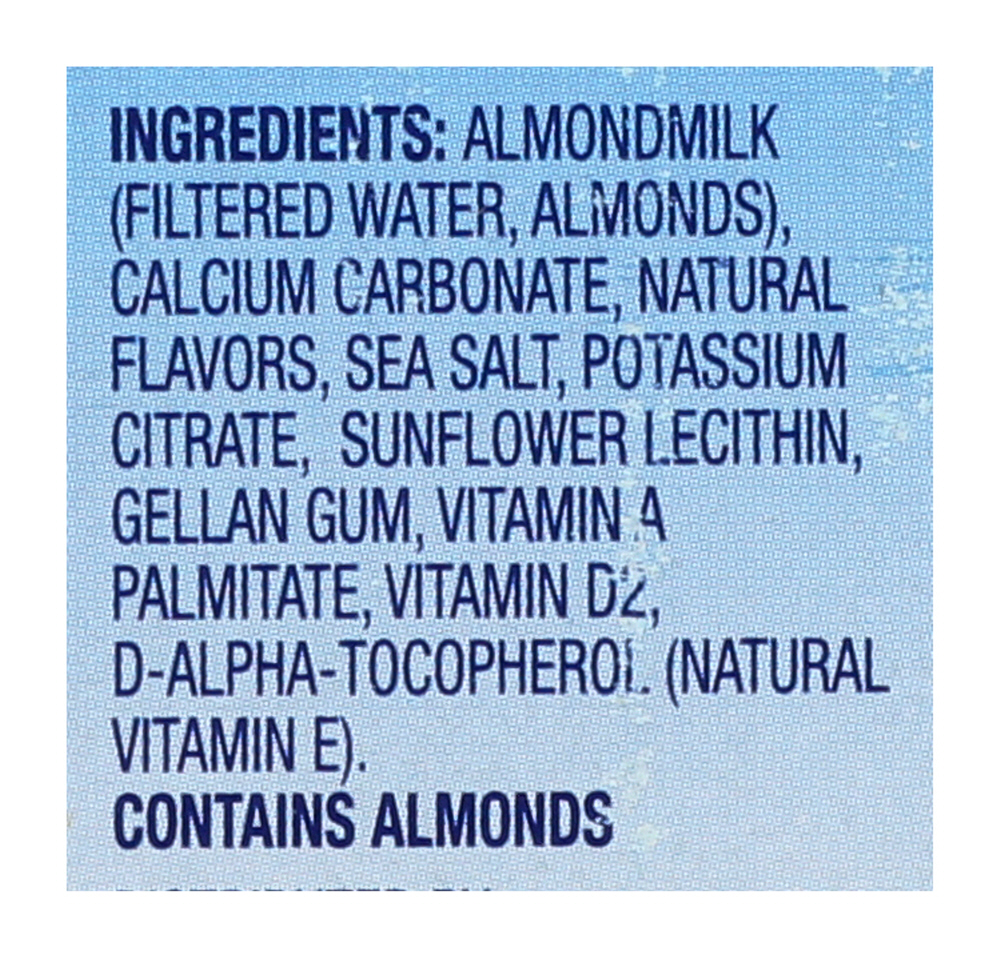 INGREDIENTS: ALMONDMILK
(FILTERED WATER, ALMONDS),
CALCIUM CARBONATE, NATURAL
FLAVORS, SEA SALT, POTASSIUM
CITRATE, SUNFLOWER LECITHIN,
GELLAN GUM, VITAMIN A
PALMITATE, VITAMIN D2,
D-ALPHA-TOCOPHEROL (NATURAL
VITAMIN E).
CONTAINS ALMONDS